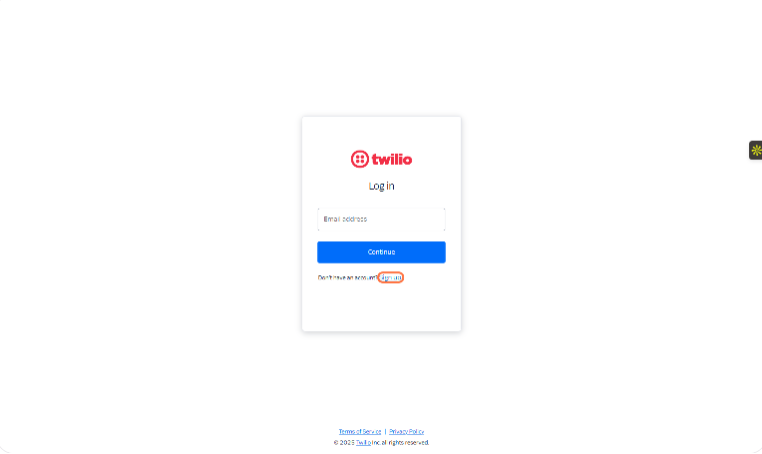 twilio
Log in
Email address
Continue
Don't have an account? Sign up
Terms of Service | Privacy Policy
© 2025 Twilio Inc. all rights reserved.